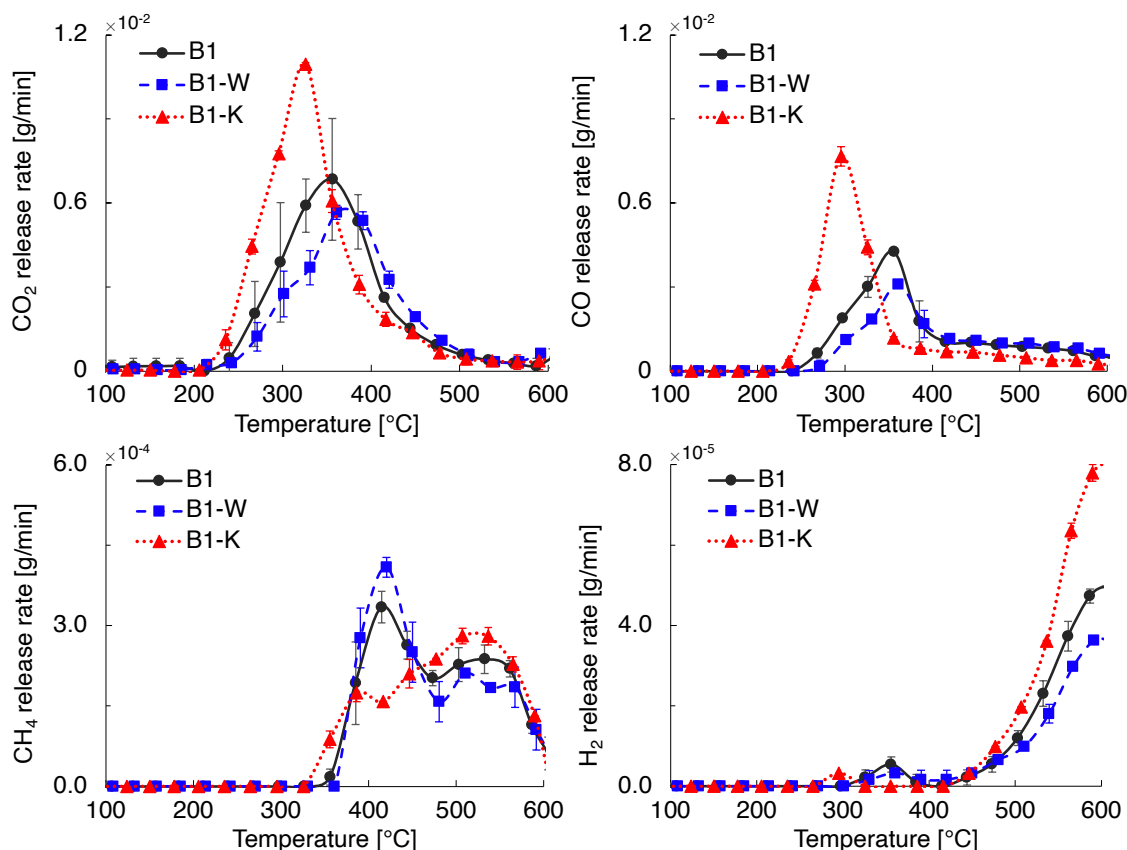 ×10⁻²
1.2
0.6
0
CO₂ release rate [g/min]
B1
B1-W
B1-K
100 200 300 400 500 600
Temperature [°C]
×10⁻²
1.2
0.6
0
CO release rate [g/min]
B1
B1-W
B1-K
100 200 300 400 500 600
Temperature [°C]
×10⁻⁴
6.0
3.0
0.0
CH₄ release rate [g/min]
B1
B1-W
B1-K
100 200 300 400 500 600
Temperature [°C]
×10⁻⁵
8.0
4.0
0.0
H₂ release rate [g/min]
B1
B1-W
B1-K
100 200 300 400 500 600
Temperature [°C]